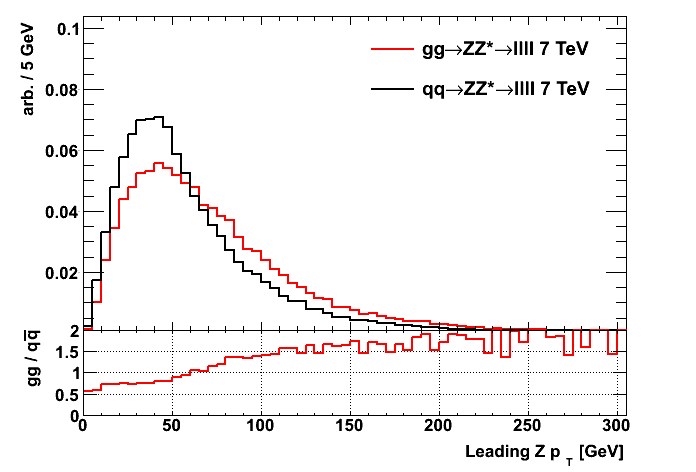 0.1
arb. / 5 GeV
gg→ZZ*→llll 7 TeV
0.08
qq→ZZ*→llll 7 TeV
0.06
0.04
0.02
2
gg / qq̅
1.5
1
0.5
0
0 50 100 150 200 250 300
Leading Z p_T [GeV]